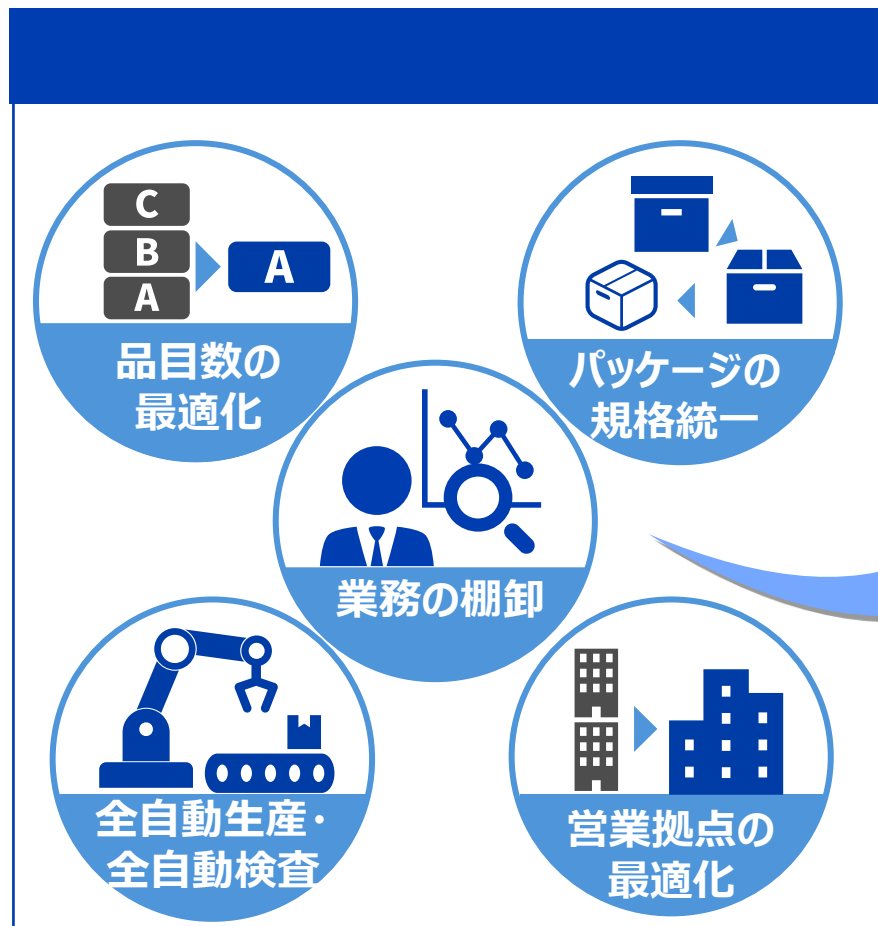 C
B
A
A
品目数の
最適化
パッケージの
規格統一
業務の棚卸
全自動生産・
全自動検査
営業拠点の
最適化